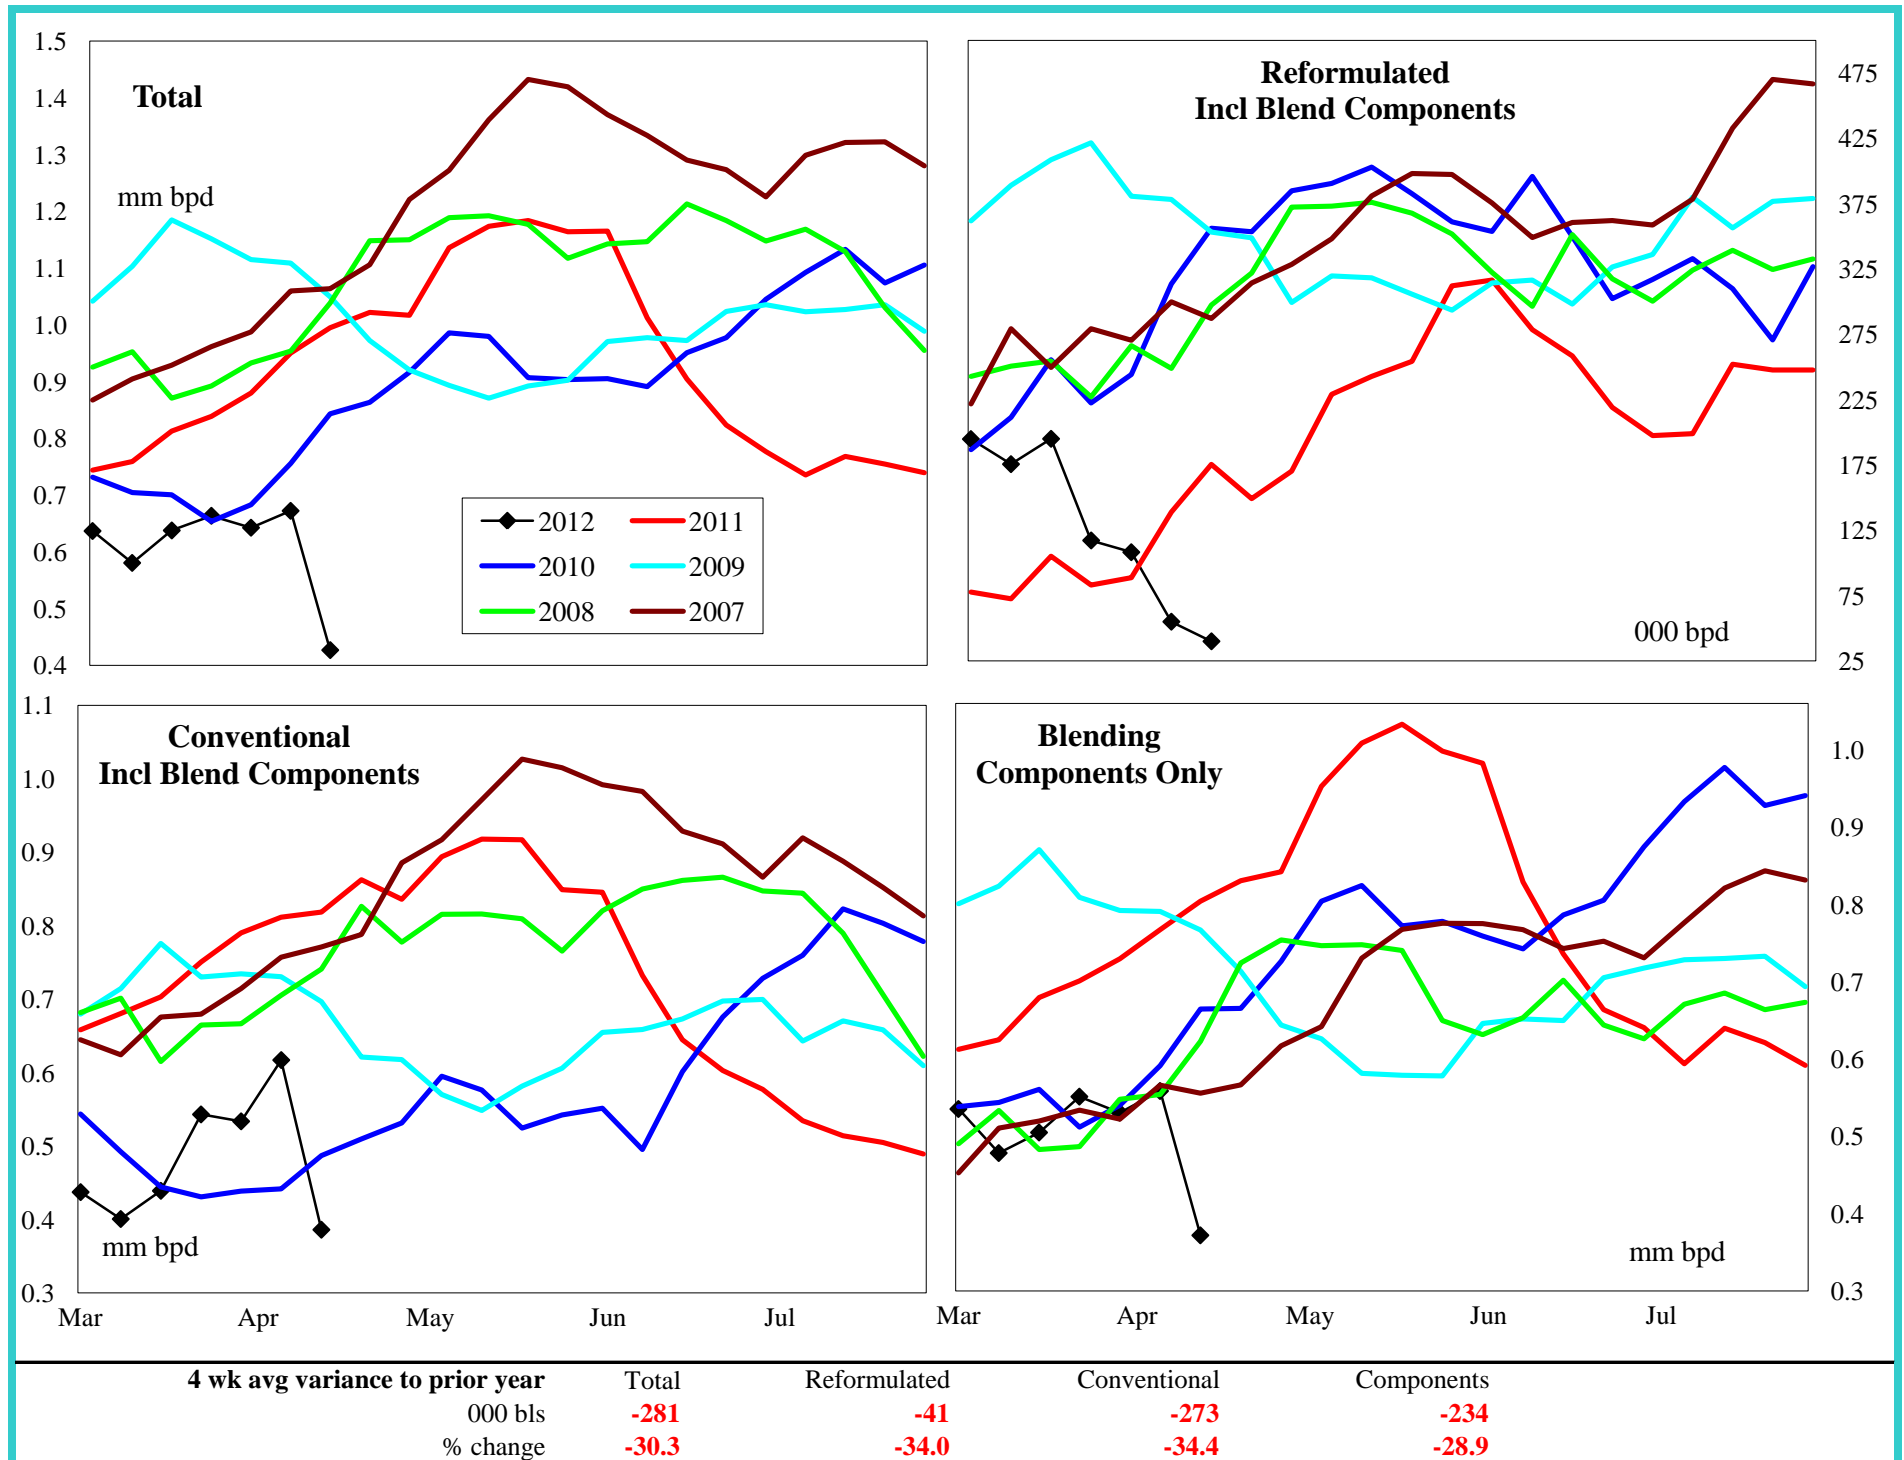 Total
mm bpd
1.5
1.4
1.3
1.2
1.1
1.0
0.9
0.8
0.7
0.6
0.5
0.4
2012 2011
2010 2009
2008 2007
Reformulated
Incl Blend Components
475
425
375
325
275
225
175
125
75
25
000 bpd
Conventional
Incl Blend Components
1.1
1.0
0.9
0.8
0.7
0.6
0.5
0.4
0.3
mm bpd
Mar Apr May Jun Jul
Blending
Components Only
1.0
0.9
0.8
0.7
0.6
0.5
0.4
0.3
mm bpd
Mar Apr May Jun Jul
4 wk avg variance to prior year Total Reformulated Conventional Components
000 bls -281 -41 -273 -234
% change -30.3 -34.0 -34.4 -28.9